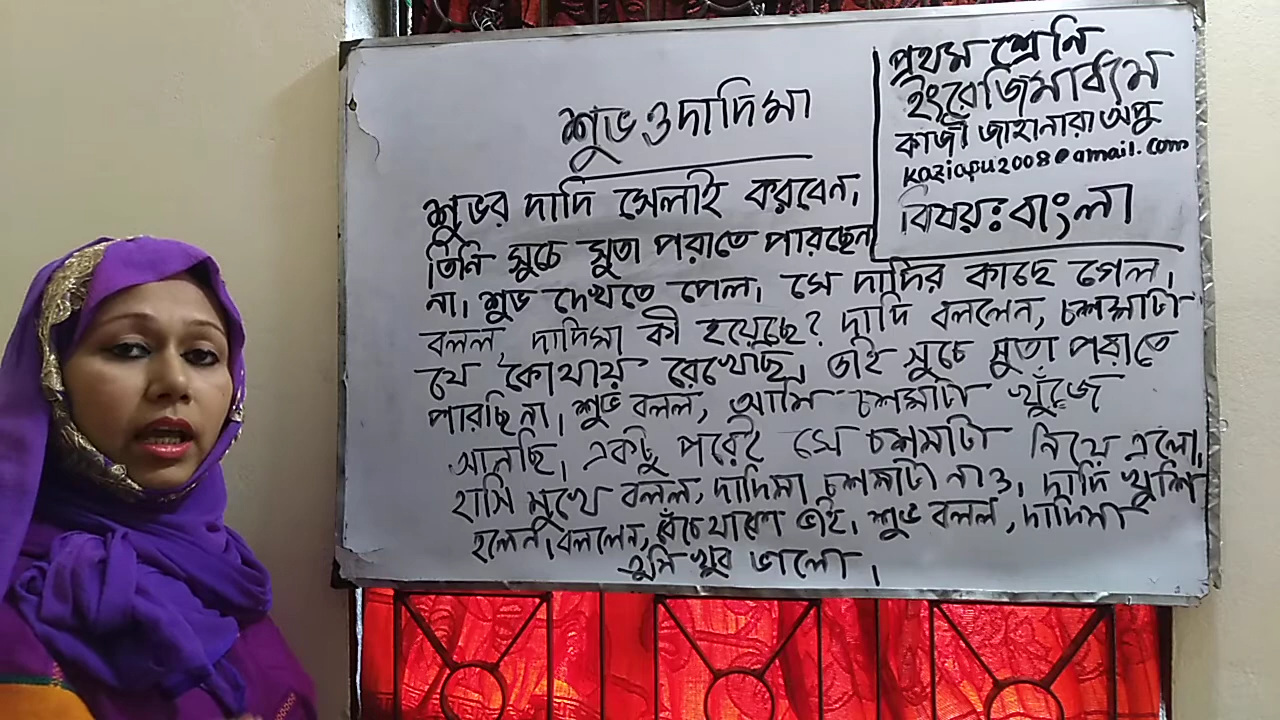 প্রথম শ্রেনি
ইংরেজি মাধ্যম
কাজী জাহানারা অপু
kaziapu2008@gmail.com
বিষয়ঃ বাংলা
শুভ ও দাদিমা
শুভর দাদি সেলাই করবেন,
তিনি সুচে সুতা পরাতে পারছেন
না। শুভ দেখতে পেল। সে দাদির কাছে গেল।
বলল, দাদিমা কী হয়েছে? দাদি বললেন, চশমাটা
যে কোথায় রেখেছি, তাই সুচে সুতা পরাতে
পারছি না। শুভ বলল, আমি চশমাটা খুঁজে
আনছি। একটু পরেই সে চশমাটা নিয়ে এলো,
হাসি মুখে বলল, দাদিমা চশমাটা নাও। দাদি খুশি
হলেন। বললেন, বেঁচে থাকো ভাই। শুভ বলল, দাদিমা
তুমি খুব ভালো।